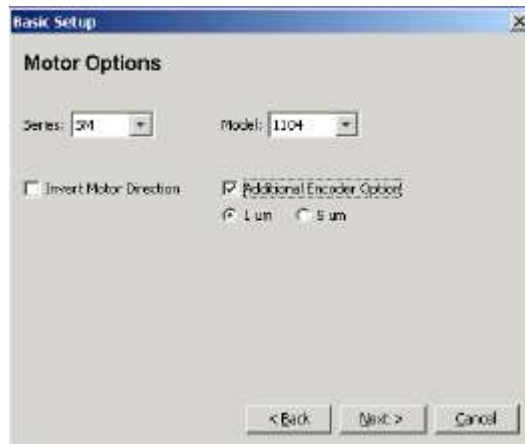 Basic Setup
Motor Options
Series: SM Model: 1104
Invert Motor Direction Additional Encoder Option
1 um 5 um
< Back Next > Cancel